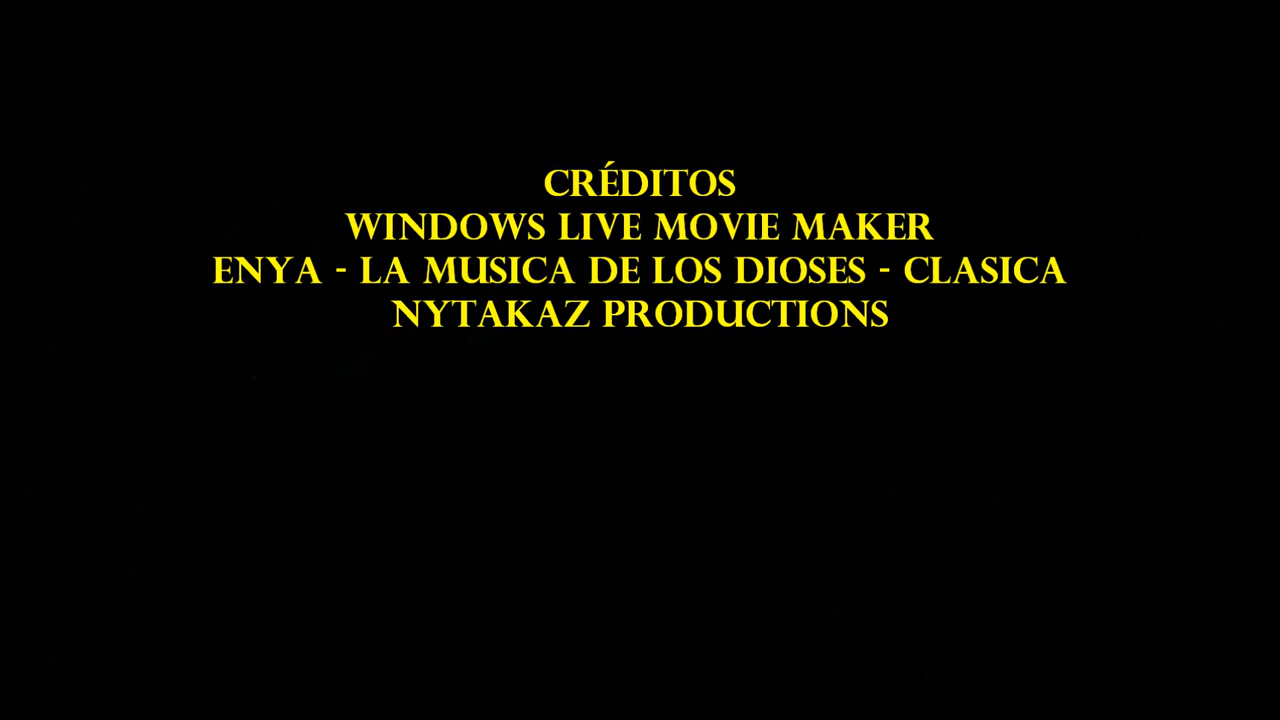 CRÉDITOS
WINDOWS LIVE MOVIE MAKER
ENYA - LA MUSICA DE LOS DIOSES - CLASICA
NYTAKAZ PRODUCTIONS